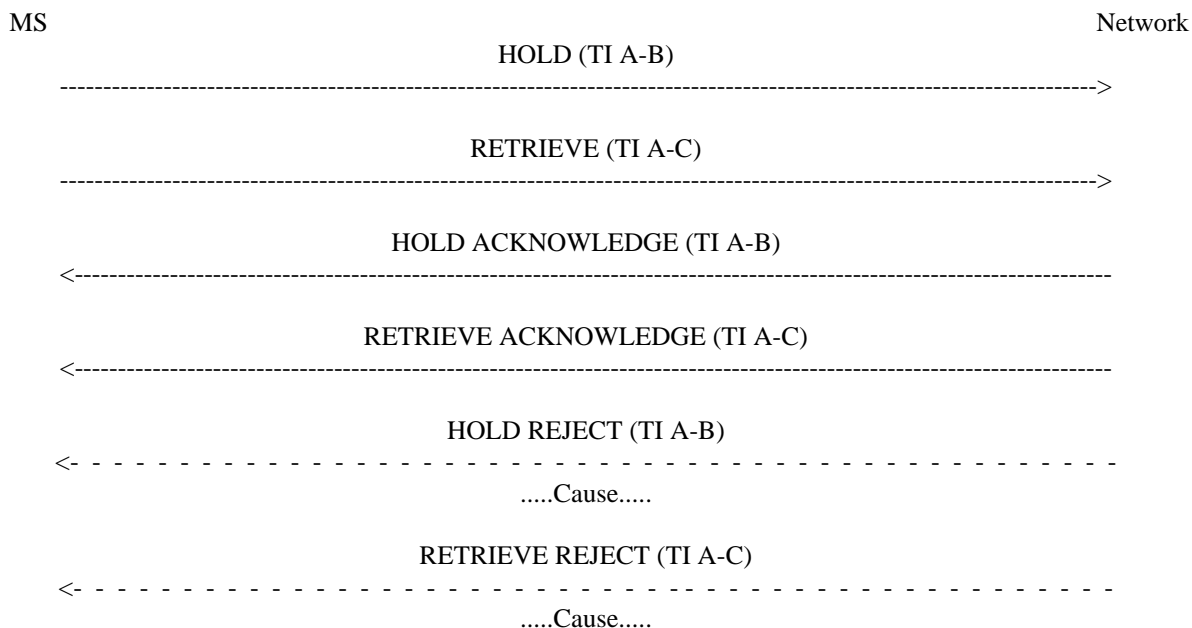 MS Network
HOLD (TI A-B)
------------------------------------------------------------------------------------------------------------------------>
RETRIEVE (TI A-C)
------------------------------------------------------------------------------------------------------------------------>
HOLD ACKNOWLEDGE (TI A-B)
<------------------------------------------------------------------------------------------------------------------------
RETRIEVE ACKNOWLEDGE (TI A-C)
<------------------------------------------------------------------------------------------------------------------------
HOLD REJECT (TI A-B)
<- - - - - - - - - - - - - - - - - - - - - - - - - - - - - - - - - - - - - - - - - - - - - - - - - - - - -
.....Cause.....
RETRIEVE REJECT (TI A-C)
<- - - - - - - - - - - - - - - - - - - - - - - - - - - - - - - - - - - - - - - - - - - - - - - - - - - - -
.....Cause.....